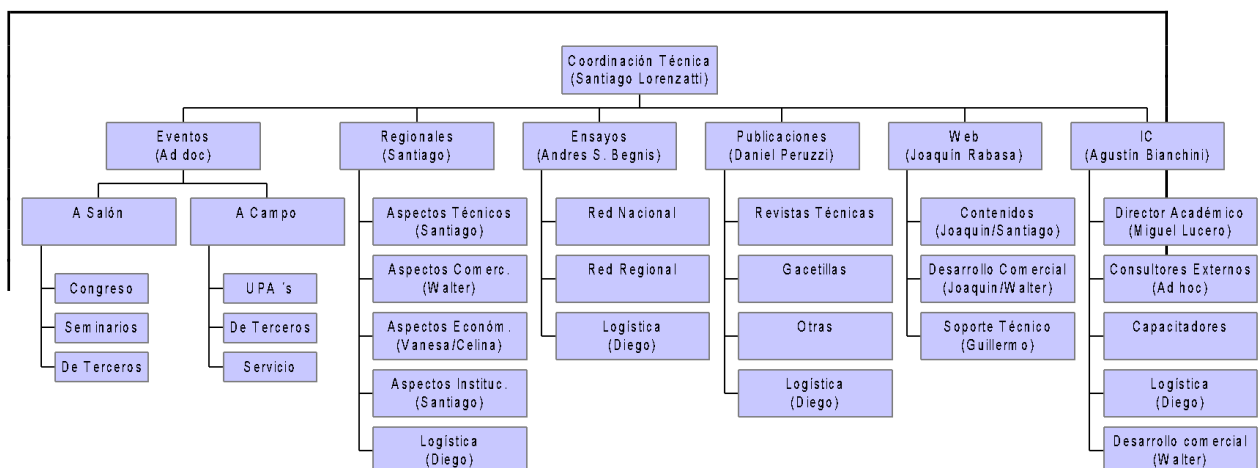 Coordinación Técnica
(Santiago Lorenzatti)
Eventos
(Ad doc)
Regionales
(Santiago)
Ensayos
(Andres S. Begnis)
Publicaciones
(Daniel Peruzzi)
Web
(Joaquín Rabasa)
IC
(Agustín Bianchini)
A Salón
Congreso
Seminarios
De Terceros
A Campo
UPA´s
De Terceros
Servicio
Aspectos Técnicos
(Santiago)
Aspectos Comerc.
(Walter)
Aspectos Económ.
(Vanesa/Celina)
Aspectos Instituc.
(Santiago)
Logística
(Diego)
Red Nacional
Red Regional
Logística
(Diego)
Revistas Técnicas
Gacetillas
Otras
Logística
(Diego)
Contenidos
(Joaquin/Santiago)
Desarrollo Comercial
(Joaquin/Walter)
Soporte Técnico
(Guillermo)
Director Académico
(Miguel Lucero)
Consultores Externos
(Ad hoc)
Capacitadores
Logística
(Diego)
Desarrollo comercial
(Walter)